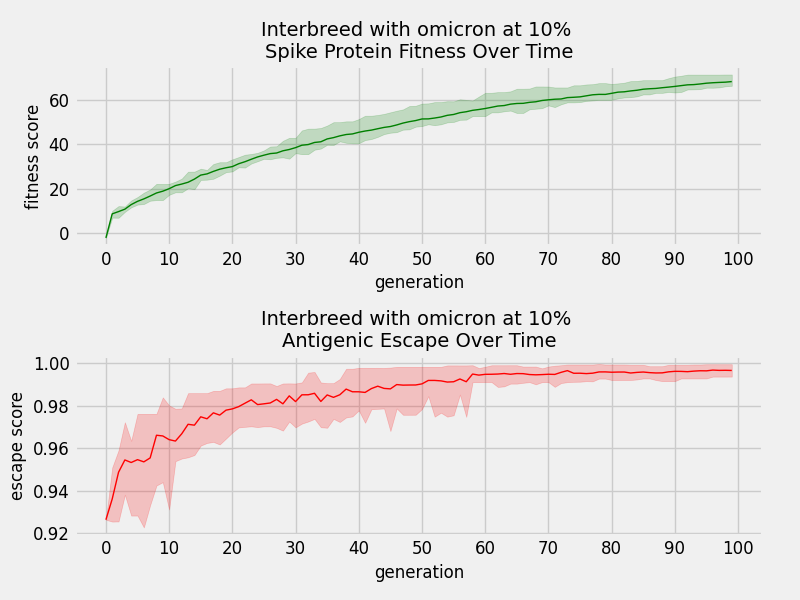 Interbreed with omicron at 10%
Spike Protein Fitness Over Time
fitness score
60
40
20
0
0 10 20 30 40 50 60 70 80 90 100
generation
Interbreed with omicron at 10%
Antigenic Escape Over Time
escape score
1.00
0.98
0.96
0.94
0.92
0 10 20 30 40 50 60 70 80 90 100
generation